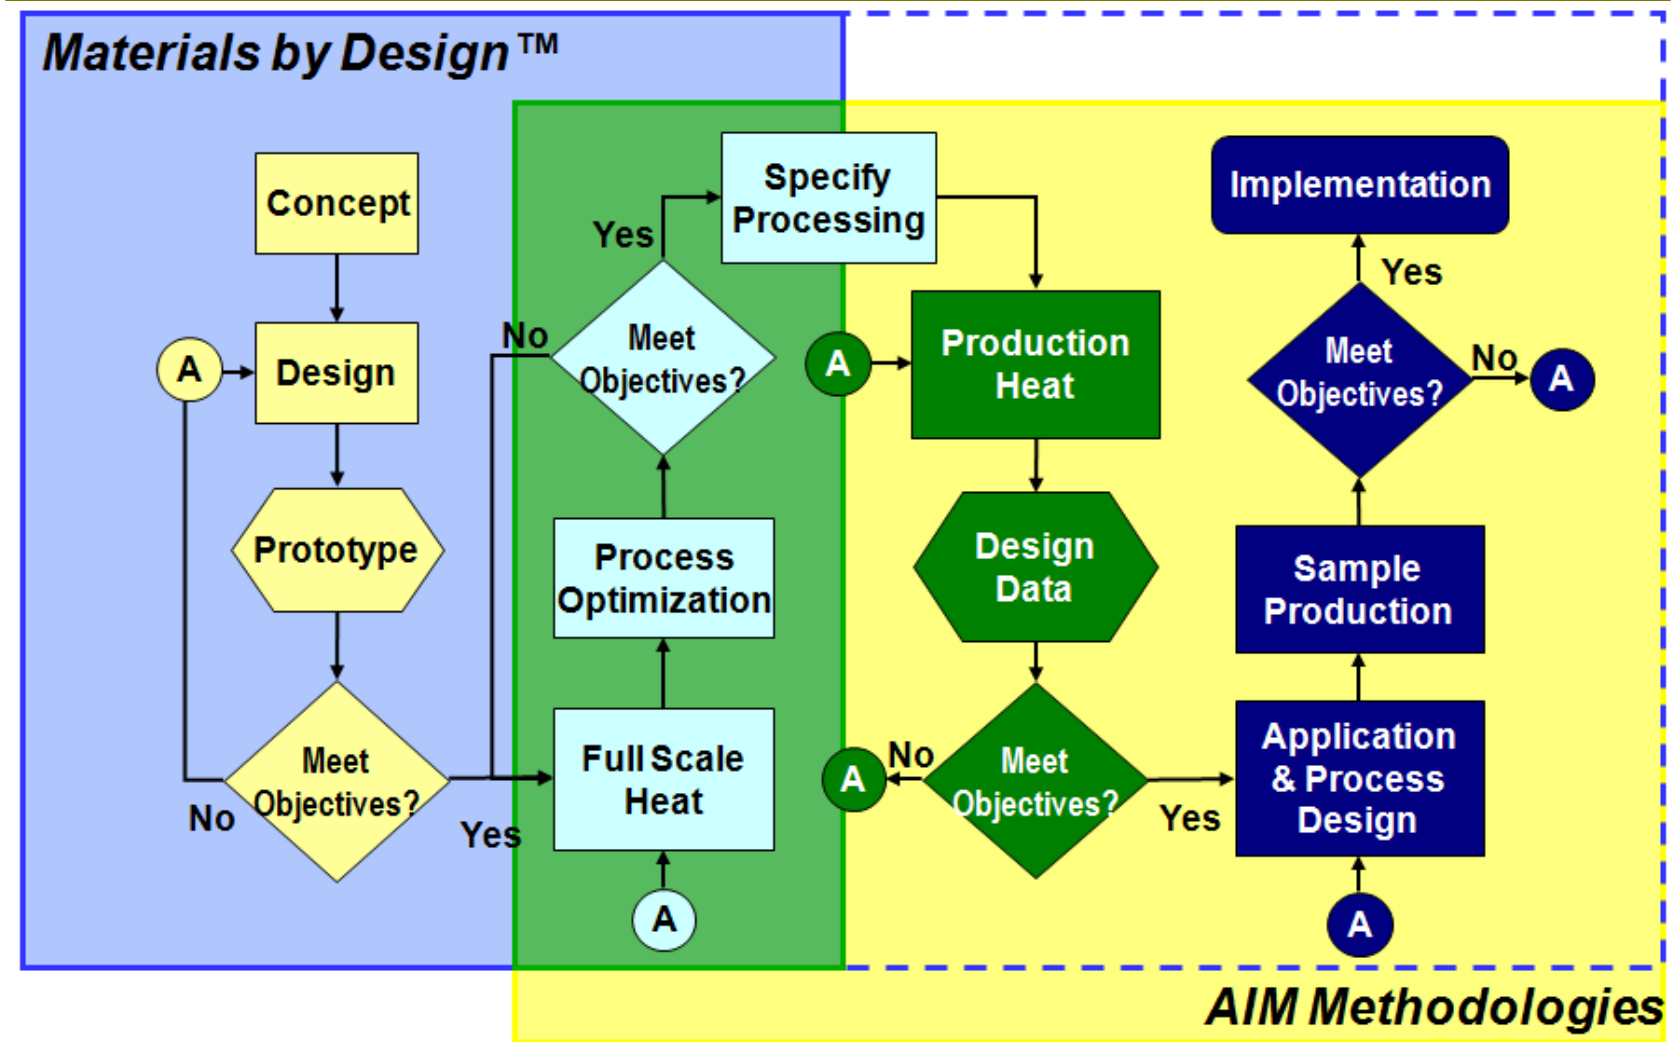 Materials by Design™
Concept
A
Design
Prototype
Meet
Objectives?
No
Yes
Specify
Processing
Yes
No
Meet
Objectives?
Process
Optimization
Full Scale
Heat
A
A
Production
Heat
Design
Data
Meet
Objectives?
No
A
Yes
Implementation
Yes
Meet
Objectives?
No
A
Sample
Production
Application
& Process
Design
A
AIM Methodologies